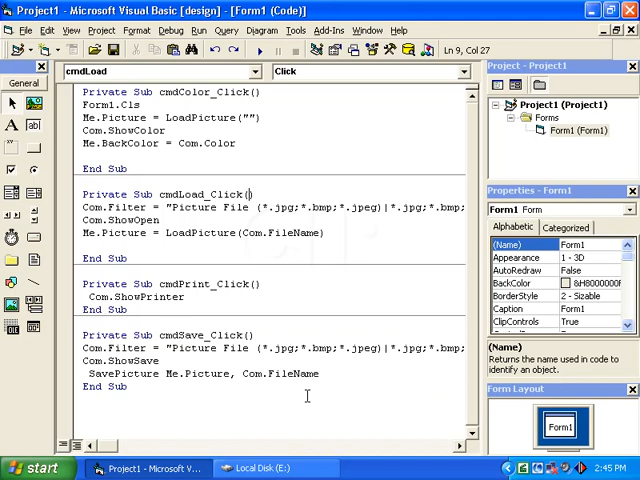 Project1 - Microsoft Visual Basic [design] - [Form1 (Code)]
File Edit View Project Format Debug Run Query Diagram Tools Add-Ins Window Help
Ln 9, Col 27
General
cmdLoad
Click
Private Sub cmdColor_Click()
Form1.Cls
Me.Picture = LoadPicture("")
Com.ShowColor
Me.BackColor = Com.Color
End Sub
Private Sub cmdLoad_Click()
Com.Filter = "Picture File (*.jpg;*.bmp;*.jpeg)|*.jpg;*.bmp;
Com.ShowOpen
Me.Picture = LoadPicture(Com.FileName)
End Sub
Private Sub cmdPrint_Click()
Com.ShowPrinter
End Sub
Private Sub cmdSave_Click()
Com.Filter = "Picture File (*.jpg;*.bmp;*.jpeg)|*.jpg;*.bmp;
Com.ShowSave
SavePicture Me.Picture, Com.FileName
End Sub
Project - Project1
Project1 (Project1)
Forms
Form1 (Form1)
Properties - Form1
Form1 Form
Alphabetic Categorized
(Name) Form1
Appearance 1 - 3D
AutoRedraw False
BackColor &H8000000F
BorderStyle 2 - Sizable
Caption Form1
ClipControls True
(Name)
Returns the name used in code to
identify an object.
Form Layout
Form1
start
Project1 - Microsoft Vi...
Local Disk (E:)
2:45 PM